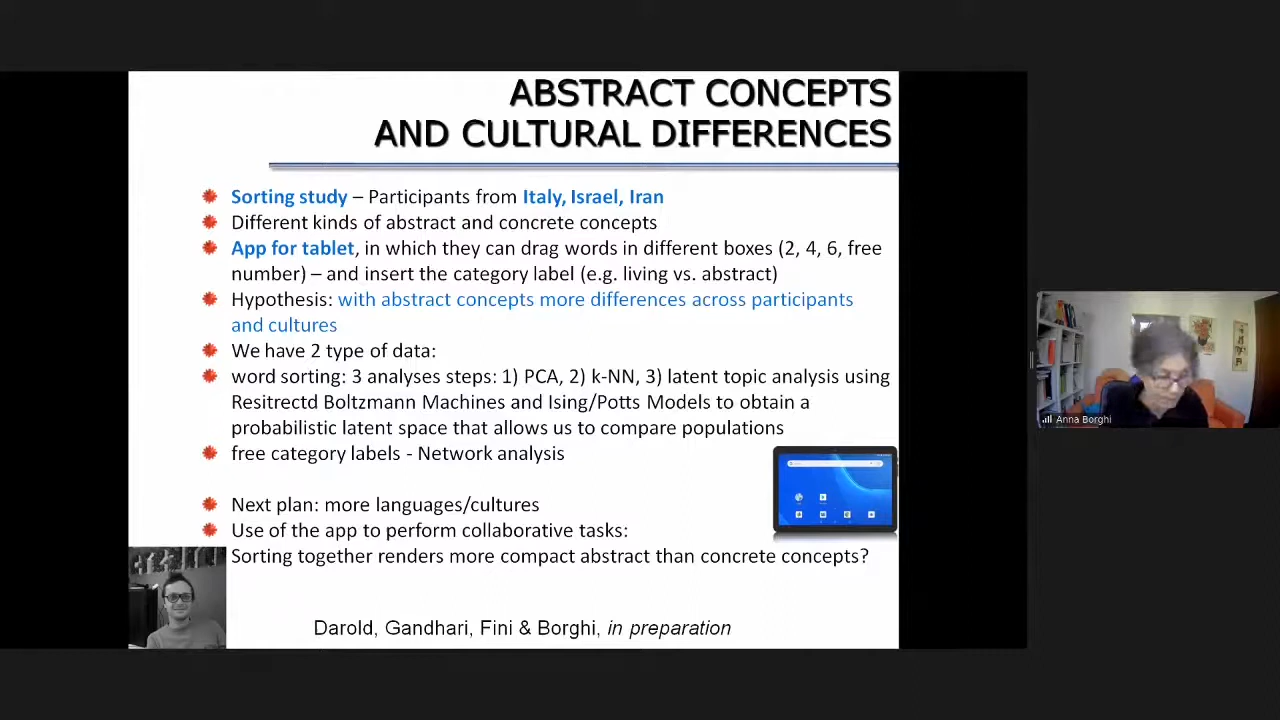 ABSTRACT CONCEPTS
AND CULTURAL DIFFERENCES
Sorting study – Participants from Italy, Israel, Iran
Different kinds of abstract and concrete concepts
App for tablet, in which they can drag words in different boxes (2, 4, 6, free
number) – and insert the category label (e.g. living vs. abstract)
Hypothesis: with abstract concepts more differences across participants
and cultures
We have 2 type of data:
word sorting: 3 analyses steps: 1) PCA, 2) k-NN, 3) latent topic analysis using
Resitrectd Boltzmann Machines and Ising/Potts Models to obtain a
probabilistic latent space that allows us to compare populations
free category labels - Network analysis
Next plan: more languages/cultures
Use of the app to perform collaborative tasks:
Sorting together renders more compact abstract than concrete concepts?
Darold, Gandhari, Fini & Borghi, in preparation
Anna Borghi